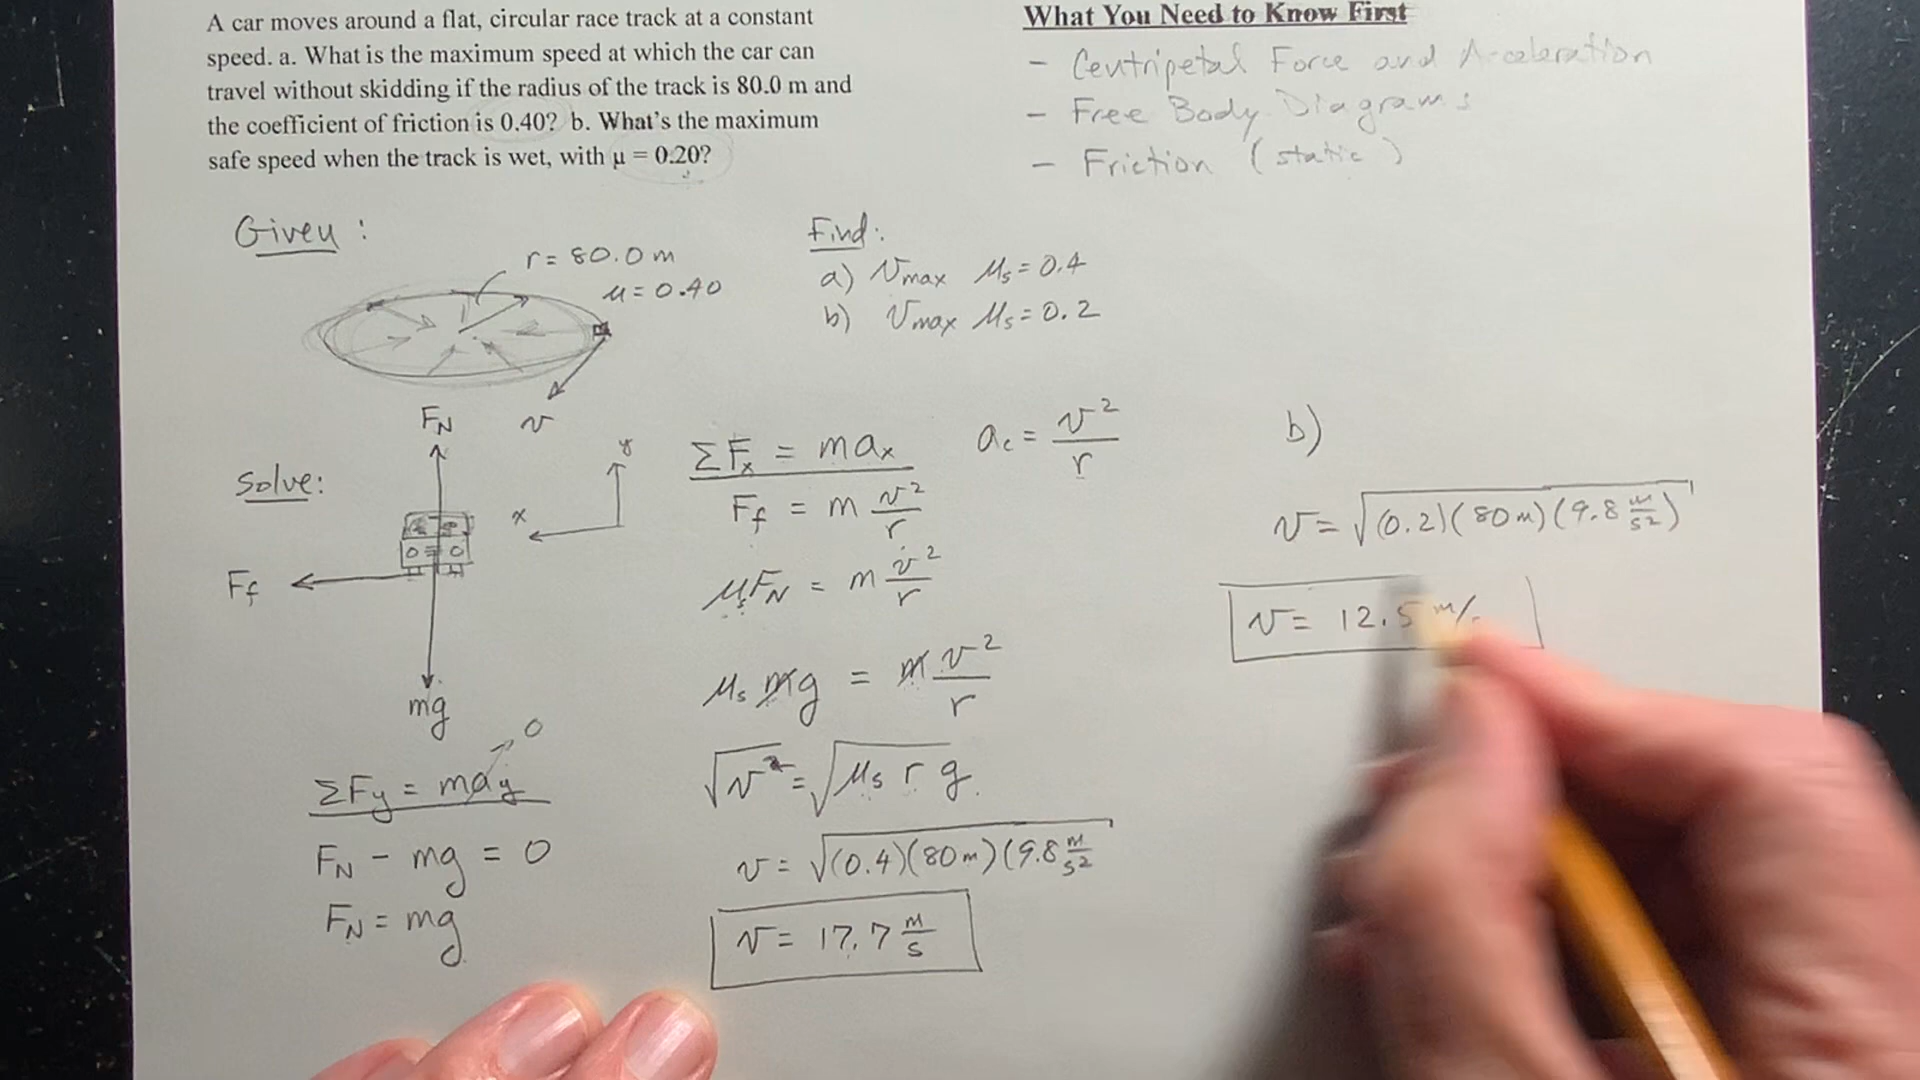 A car moves around a flat, circular race track at a constant
speed. a. What is the maximum speed at which the car can
travel without skidding if the radius of the track is 80.0 m and
the coefficient of friction is 0.40? b. What's the maximum
safe speed when the track is wet, with μ = 0.20?
What You Need to Know First
- Centripetal Force and Acceleration
- Free Body Diagrams
- Friction (static)
Given:
r = 80.0 m
μ = 0.40
v
Find:
a) vmax μs = 0.4
b) vmax μs = 0.2
Solve:
FN
Ff
mg
y
x
ΣFy = may → 0
FN - mg = 0
FN = mg
ΣFx = max
ac = v²/r
Ff = m v²/r
μsFN = m v²/r
μs mg = m v²/r
√v² = √μs r g
v = √(0.4)(80m)(9.8 m/s²
v = 17.7 m/s
b)
v = √(0.2)(80m)(9.8 m/s²)
v = 12.5 m/